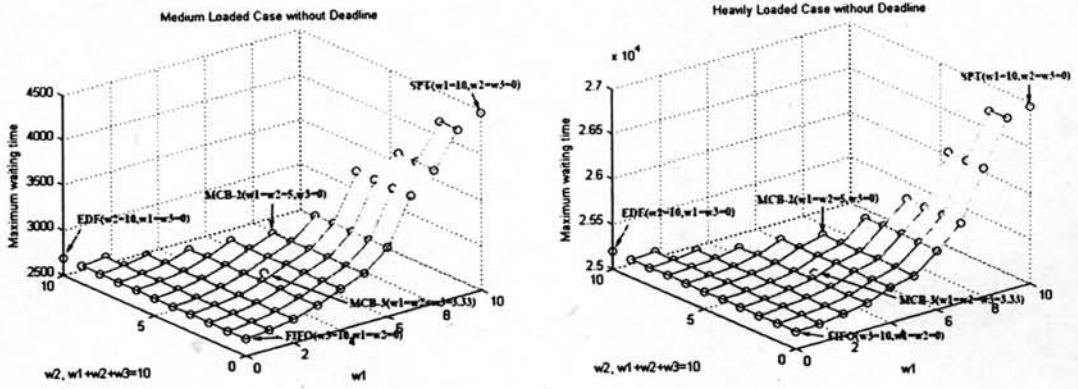 Medium Loaded Case without Deadline
SPT(w1=10,w2=w3=0)
4500
4000
3500
3000
2500
Maximum waiting time
MCB-2(w1=w2=5,w3=0)
EDF(w2=10,w1=w3=0)
MCB-3(w1=w2=w3=3.33)
FIFO(w3=10,w1=w2=0)
10
5
0
0
2
4
6
8
10
w2, w1+w2+w3=10
w1
Heavily Loaded Case without Deadline
x 10^4
SPT(w1=10,w2=w3=0)
2.7
2.65
2.6
2.55
2.5
Maximum waiting time
MCB-2(w1=w2=5,w3=0)
EDF(w2=10,w1=w3=0)
MCB-3(w1=w2=w3=3.33)
FIFO(w3=10,w1=w2=0)
10
5
0
0
2
4
6
8
10
w2, w1+w2+w3=10
w1